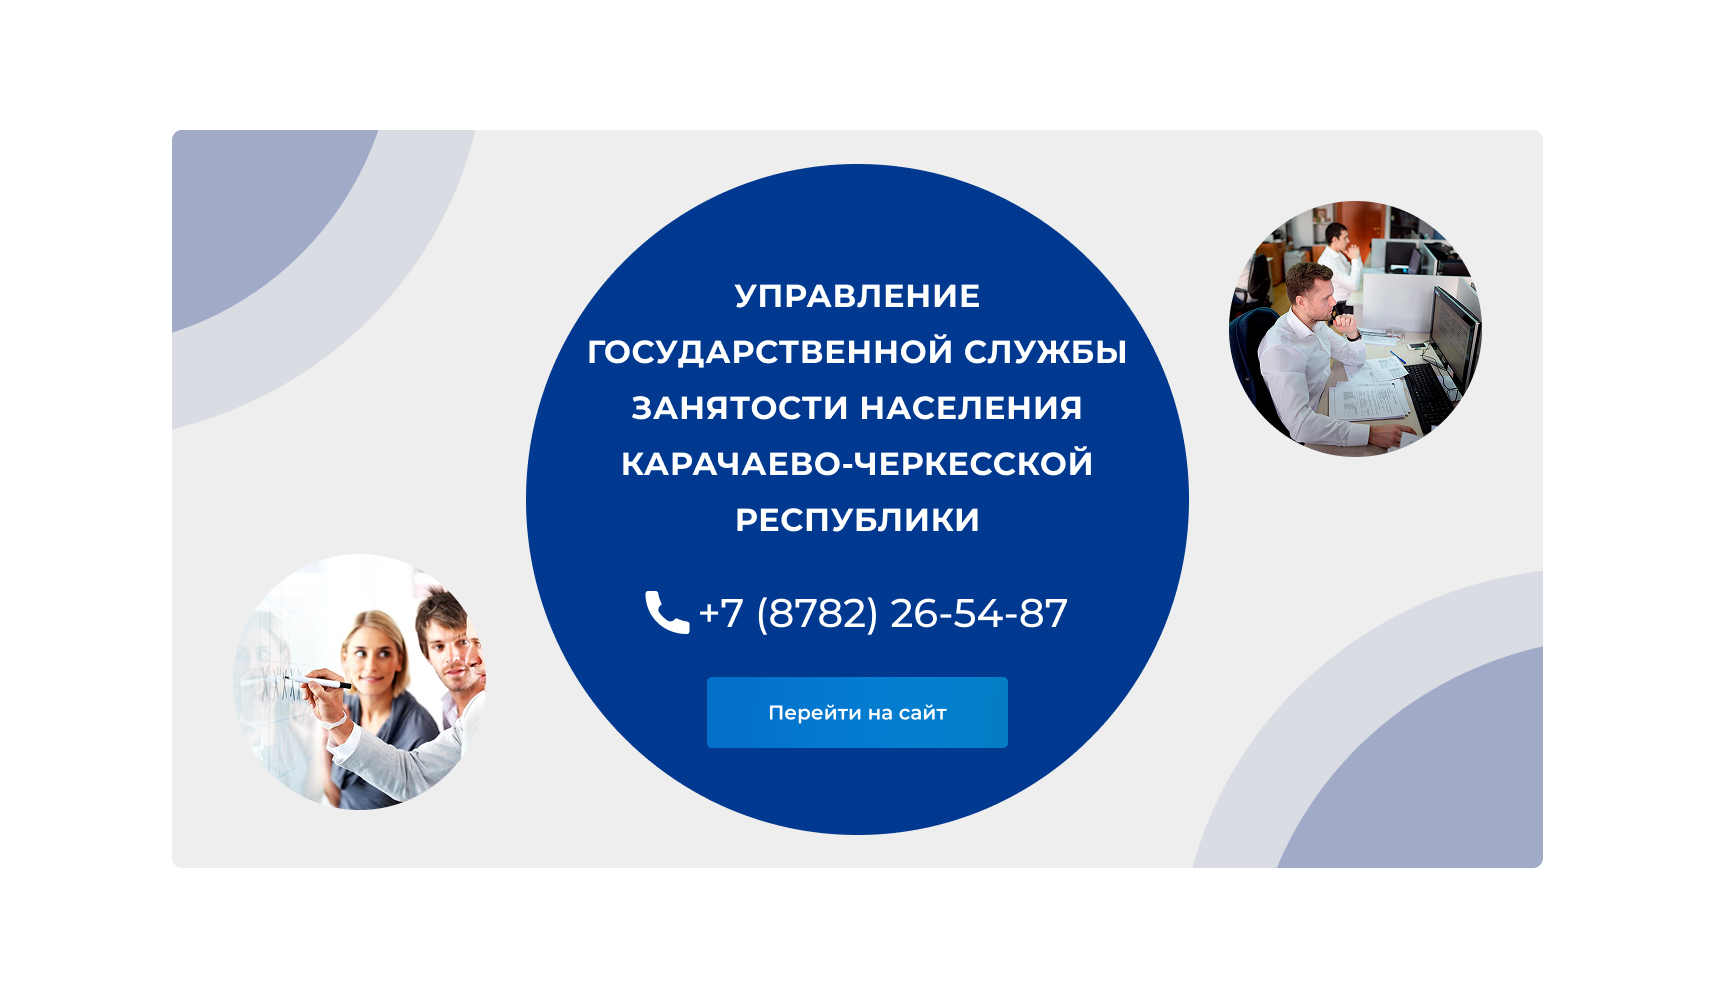 УПРАВЛЕНИЕ
ГОСУДАРСТВЕННОЙ СЛУЖБЫ
ЗАНЯТОСТИ НАСЕЛЕНИЯ
КАРАЧАЕВО-ЧЕРКЕССКОЙ
РЕСПУБЛИКИ
+7 (8782) 26-54-87
Перейти на сайт